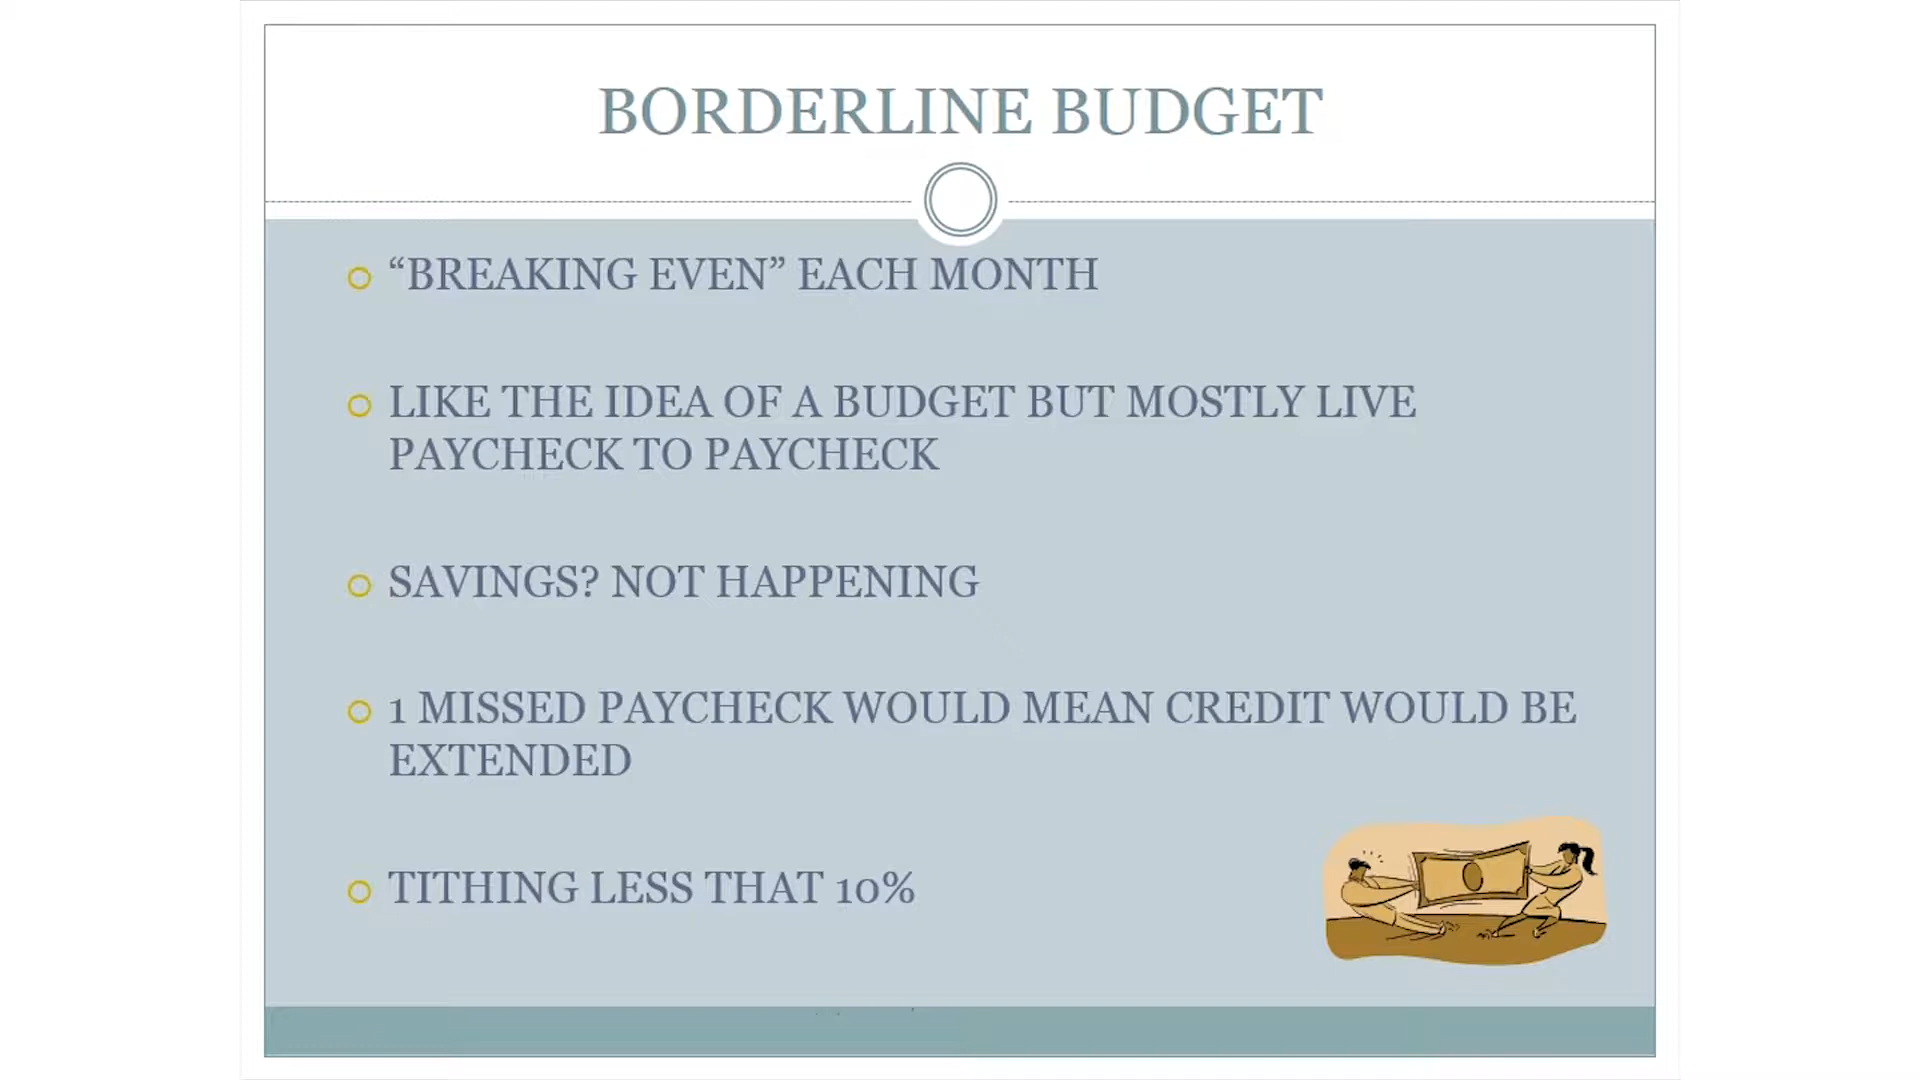 BORDERLINE BUDGET
“BREAKING EVEN” EACH MONTH
LIKE THE IDEA OF A BUDGET BUT MOSTLY LIVE
PAYCHECK TO PAYCHECK
SAVINGS? NOT HAPPENING
1 MISSED PAYCHECK WOULD MEAN CREDIT WOULD BE
EXTENDED
TITHING LESS THAT 10%